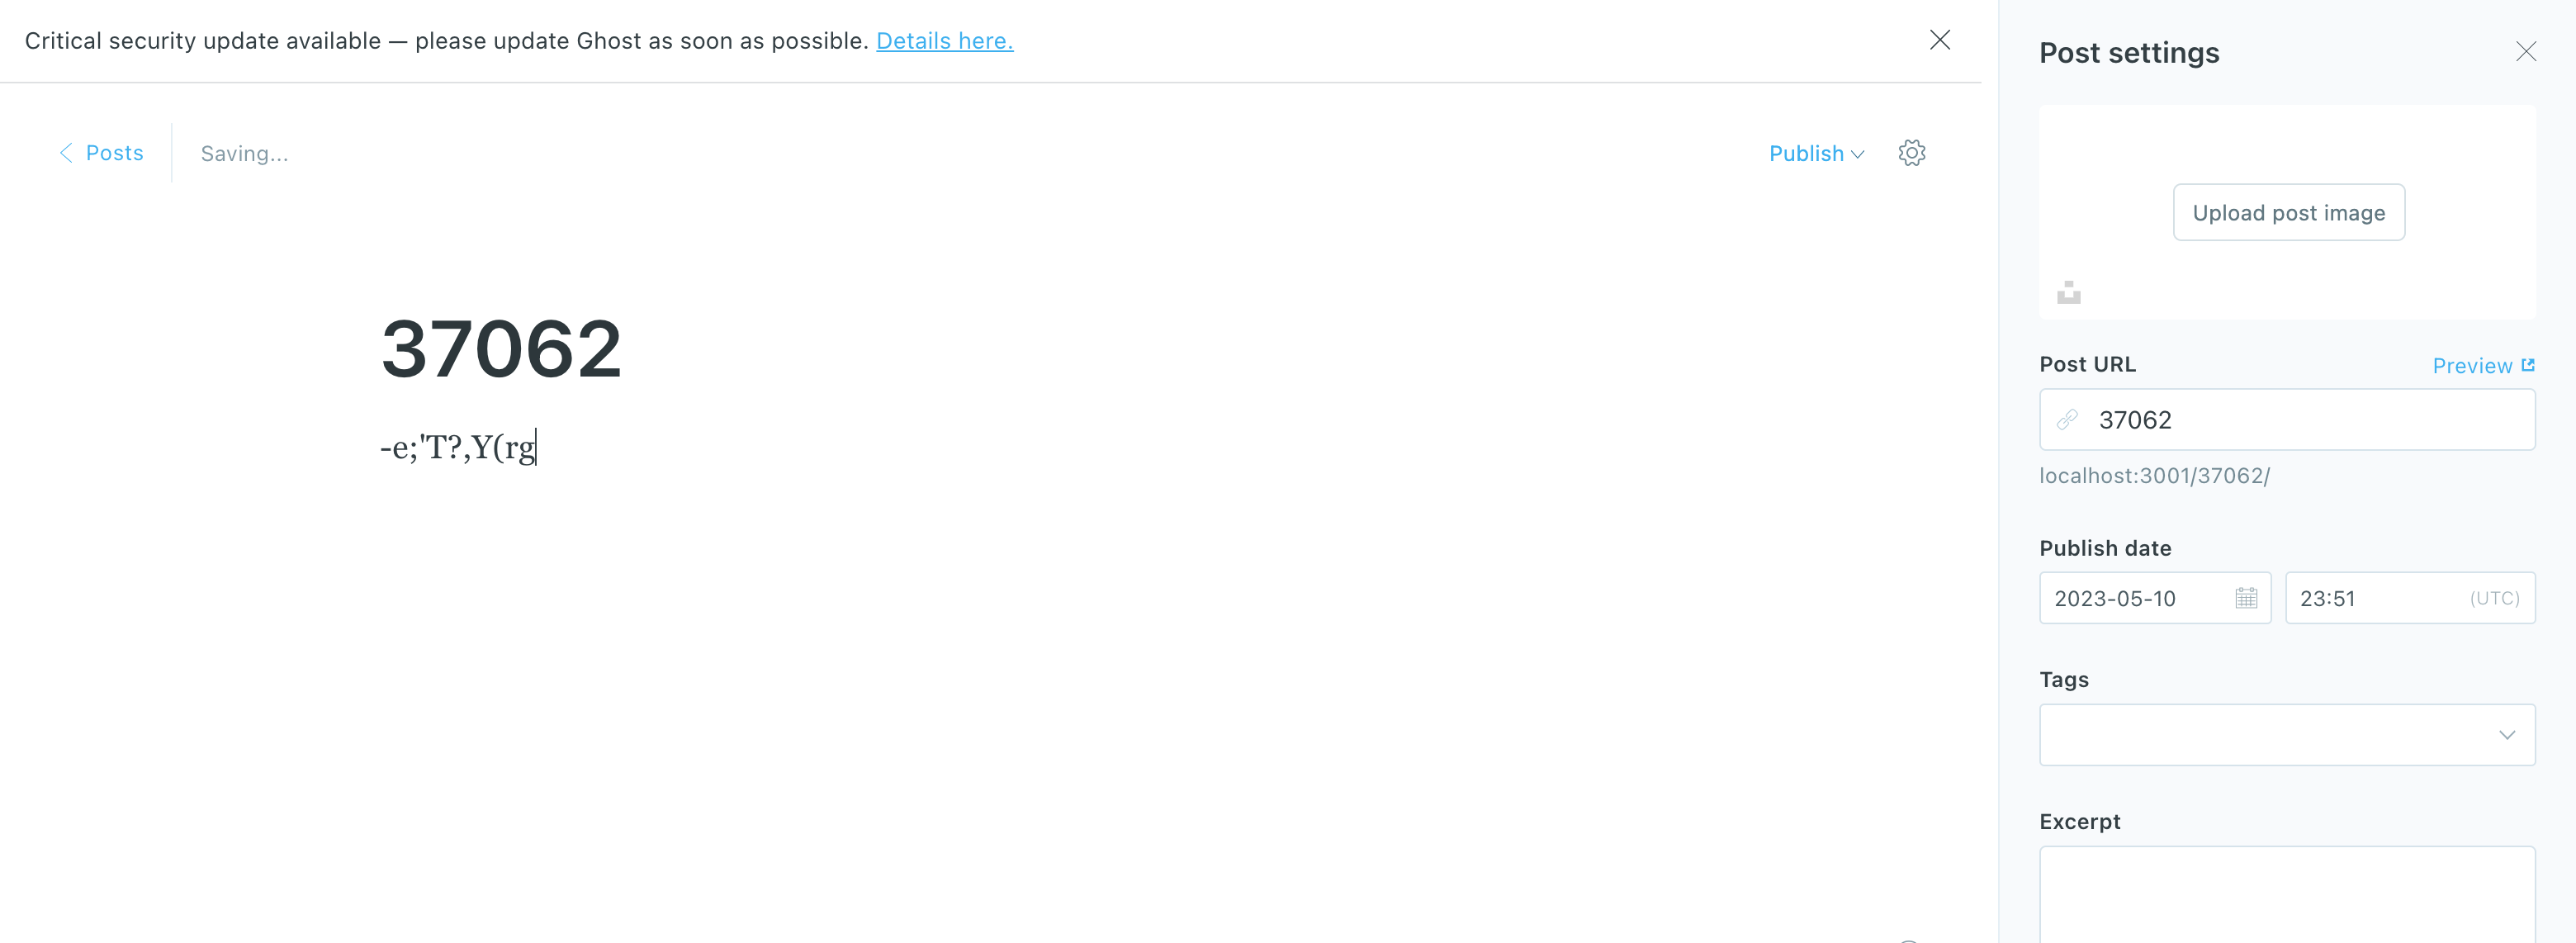 Critical security update available — please update Ghost as soon as possible. Details here.
Posts
Saving...
Publish
37062
-e;'T?,Y(rg
Post settings
Upload post image
Post URL
Preview
37062
localhost:3001/37062/
Publish date
2023-05-10
23:51 (UTC)
Tags
Excerpt